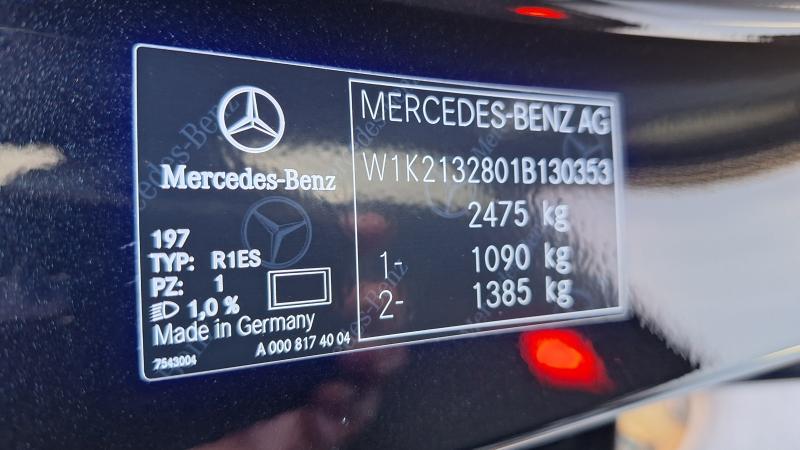 Mercedes-Benz
197
TYP: R1ES
PZ: 1
1,0 %
Made in Germany
7543004
A 000 817 40 04
MERCEDES-BENZ AG
W1K2132801B130353
2475 kg
1- 1090 kg
2- 1385 kg